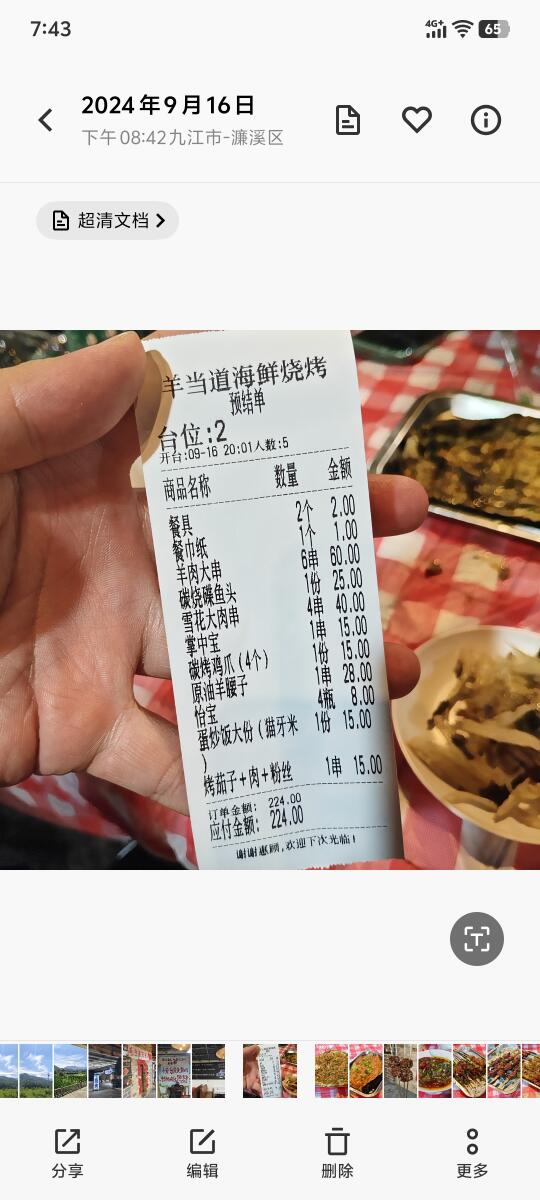 7:43
4G+
65
2024年9月16日
下午08:42九江市-濂溪区
超清文档
羊当道海鲜烧烤
预结单
台位:2
开台:09-16 20:01人数:5
商品名称 数量 金额
餐具 2个 2.00
餐巾纸 1个 1.00
羊肉大串 6串 60.00
碳烧碟鱼头 1份 25.00
雪花大肉串 4串 40.00
掌中宝 1串 15.00
碳烤鸡爪(4个) 1份 15.00
原油羊腰子 1串 28.00
怡宝 4瓶 8.00
蛋炒饭大份(猫牙米 1份 15.00
)
烤茄子+肉+粉丝 1串 15.00
订单金额: 224.00
应付金额: 224.00
谢谢惠顾,欢迎下次光临!
分享
编辑
删除
更多